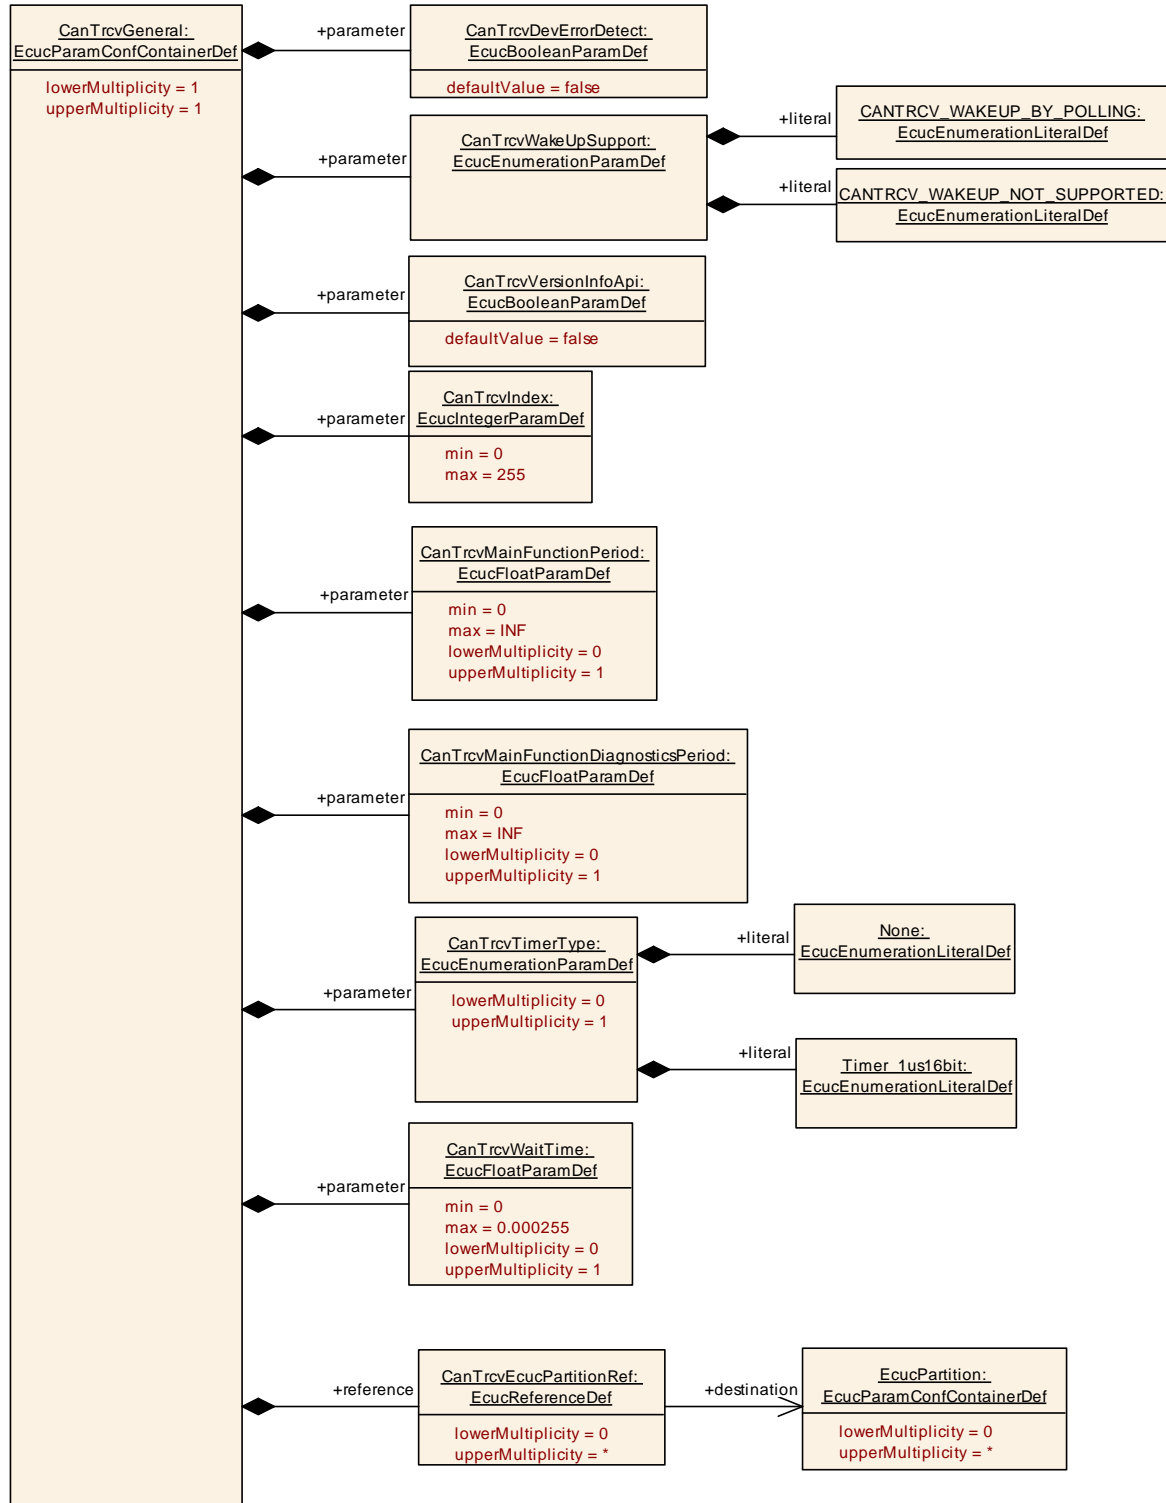 CanTrcvGeneral:
EcucParamConfContainerDef
lowerMultiplicity = 1
upperMultiplicity = 1
+parameter
CanTrcvDevErrorDetect:
EcucBooleanParamDef
defaultValue = false
+parameter
CanTrcvWakeUpSupport:
EcucEnumerationParamDef
+literal
CANTRCV_WAKEUP_BY_POLLING:
EcucEnumerationLiteralDef
+literal
CANTRCV_WAKEUP_NOT_SUPPORTED:
EcucEnumerationLiteralDef
+parameter
CanTrcvVersionInfoApi:
EcucBooleanParamDef
defaultValue = false
+parameter
CanTrcvIndex:
EcucIntegerParamDef
min = 0
max = 255
+parameter
CanTrcvMainFunctionPeriod:
EcucFloatParamDef
min = 0
max = INF
lowerMultiplicity = 0
upperMultiplicity = 1
+parameter
CanTrcvMainFunctionDiagnosticsPeriod:
EcucFloatParamDef
min = 0
max = INF
lowerMultiplicity = 0
upperMultiplicity = 1
+parameter
CanTrcvTimerType:
EcucEnumerationParamDef
lowerMultiplicity = 0
upperMultiplicity = 1
+literal
None:
EcucEnumerationLiteralDef
+literal
Timer_1us16bit:
EcucEnumerationLiteralDef
+parameter
CanTrcvWaitTime:
EcucFloatParamDef
min = 0
max = 0.000255
lowerMultiplicity = 0
upperMultiplicity = 1
+reference
CanTrcvEcucPartitionRef:
EcucReferenceDef
lowerMultiplicity = 0
upperMultiplicity = *
+destination
EcucPartition:
EcucParamConfContainerDef
lowerMultiplicity = 0
upperMultiplicity = *